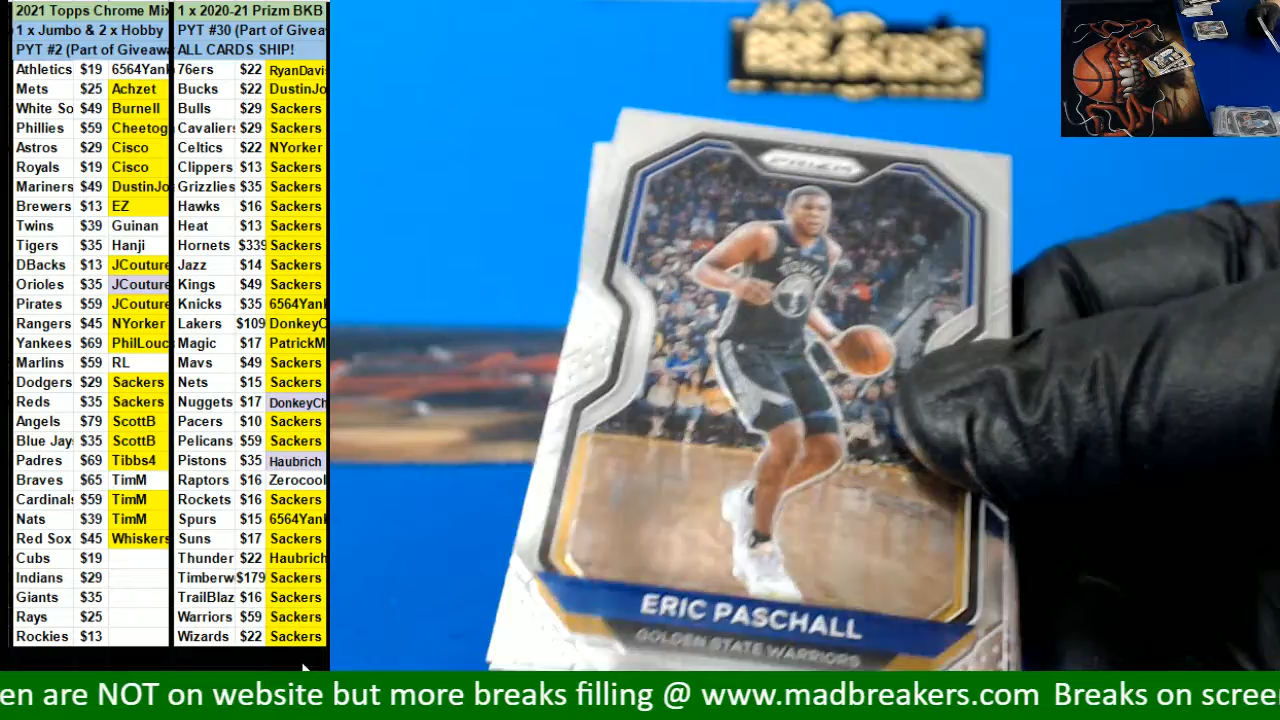 2021 Topps Chrome Mix
1 x Jumbo & 2 x Hobby
PYT #2 (Part of Giveaw
Athletics $19 6564Yank
Mets $25 Achzet
White So $49 Burnell
Phillies $59 Cheetog
Astros $29 Cisco
Royals $19 Cisco
Mariners $49 DustinJo
Brewers $13 EZ
Twins $39 Guinan
Tigers $35 Hanji
DBacks $13 JCouture
Orioles $35 JCouture
Pirates $59 JCouture
Rangers $45 NYorker
Yankees $69 PhilLouc
Marlins $59 RL
Dodgers $29 Sackers
Reds $35 Sackers
Angels $79 ScottB
Blue Jay $35 ScottB
Padres $69 Tibbs4
Braves $65 TimM
Cardinals $59 TimM
Nats $39 TimM
Red Sox $45 Whiskers
Cubs $19
Indians $29
Giants $35
Rays $25
Rockies $13
1 x 2020-21 Prizm BKB
PYT #30 (Part of Givea
ALL CARDS SHIP!
76ers $22 RyanDavi
Bucks $22 DustinJo
Bulls $29 Sackers
Cavaliers $29 Sackers
Celtics $22 NYorker
Clippers $13 Sackers
Grizzlies $35 Sackers
Hawks $16 Sackers
Heat $13 Sackers
Hornets $339 Sackers
Jazz $14 Sackers
Kings $49 Sackers
Knicks $35 6564Yank
Lakers $109 DonkeyC
Magic $17 PatrickM
Mavs $49 Sackers
Nets $15 Sackers
Nuggets $17 DonkeyCh
Pacers $10 Sackers
Pelicans $59 Sackers
Pistons $35 Haubrich
Raptors $16 Zerocool
Rockets $16 Sackers
Spurs $15 6564Yank
Suns $17 Sackers
Thunder $22 Haubrich
Timberw $179 Sackers
TrailBlaz $16 Sackers
Warriors $59 Sackers
Wizards $22 Sackers
PRIZM
ERIC PASCHALL
GOLDEN STATE WARRIORS
en are NOT on website but more breaks filling @ www.madbreakers.com Breaks on scree